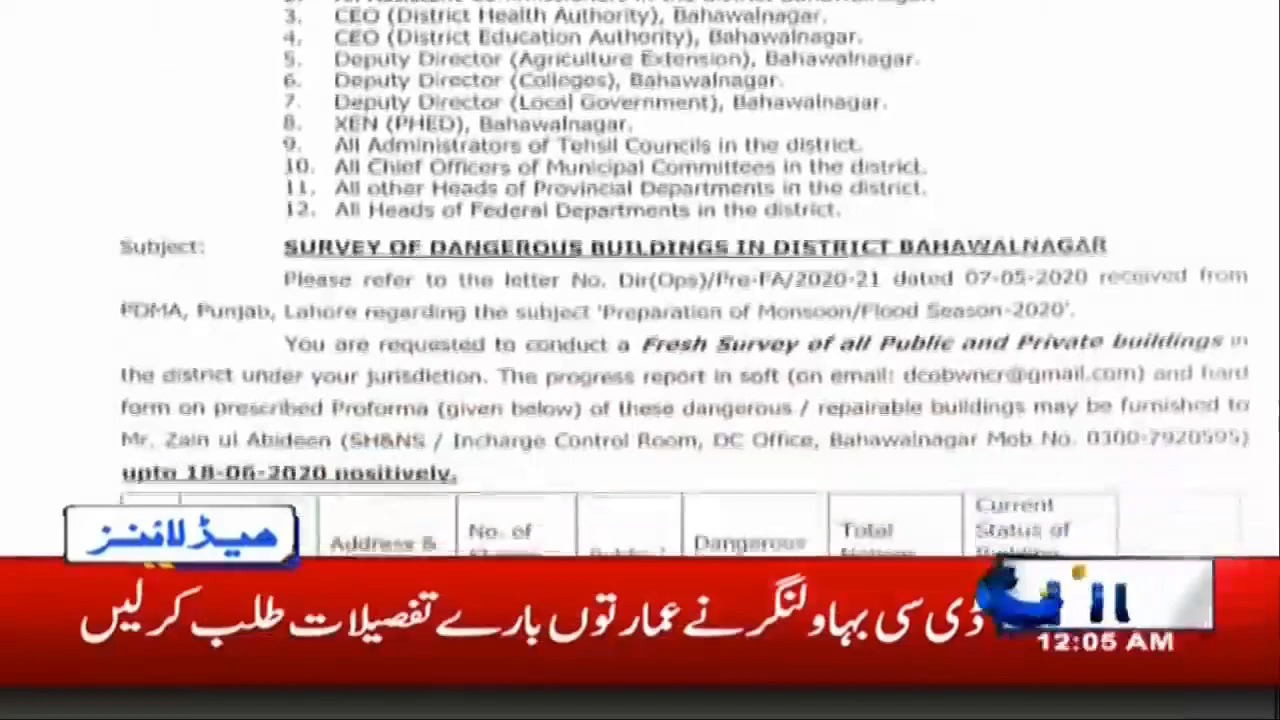 3. CEO (District Health Authority), Bahawalnagar.
4. CEO (District Education Authority), Bahawalnagar.
5. Deputy Director (Agriculture Extension), Bahawalnagar.
6. Deputy Director (Colleges), Bahawalnagar.
7. Deputy Director (Local Government), Bahawalnagar.
8. XEN (PHED), Bahawalnagar.
9. All Administrators of Tehsil Councils in the district.
10. All Chief Officers of Municipal Committees in the district.
11. All other Heads of Provincial Departments in the district.
12. All Heads of Federal Departments in the district.
Subject: SURVEY OF DANGEROUS BUILDINGS IN DISTRICT BAHAWALNAGAR
Please refer to the letter No. Dir(Ops)/Pre-FA/2020-21 dated 07-05-2020 received from
PDMA, Punjab, Lahore regarding the subject 'Preparation of Monsoon/Flood Season-2020'.
You are requested to conduct a Fresh Survey of all Public and Private buildings in
the district under your jurisdiction. The progress report in soft (on email: dcobwncr@gmail.com) and hard
form on prescribed Proforma (given below) of these dangerous / repairable buildings may be furnished to
Mr. Zain ul Abideen (SH&NS / Incharge Control Room, DC Office, Bahawalnagar Mob No. 0300-7920595)
upto 18-06-2020 positively.
Address & No. of Dangerous Total Current
Status of
ہیڈلائنز
ڈی سی بہاولنگر نے عمارتوں بارے تفصیلات طلب کرلیں
12:05 AM